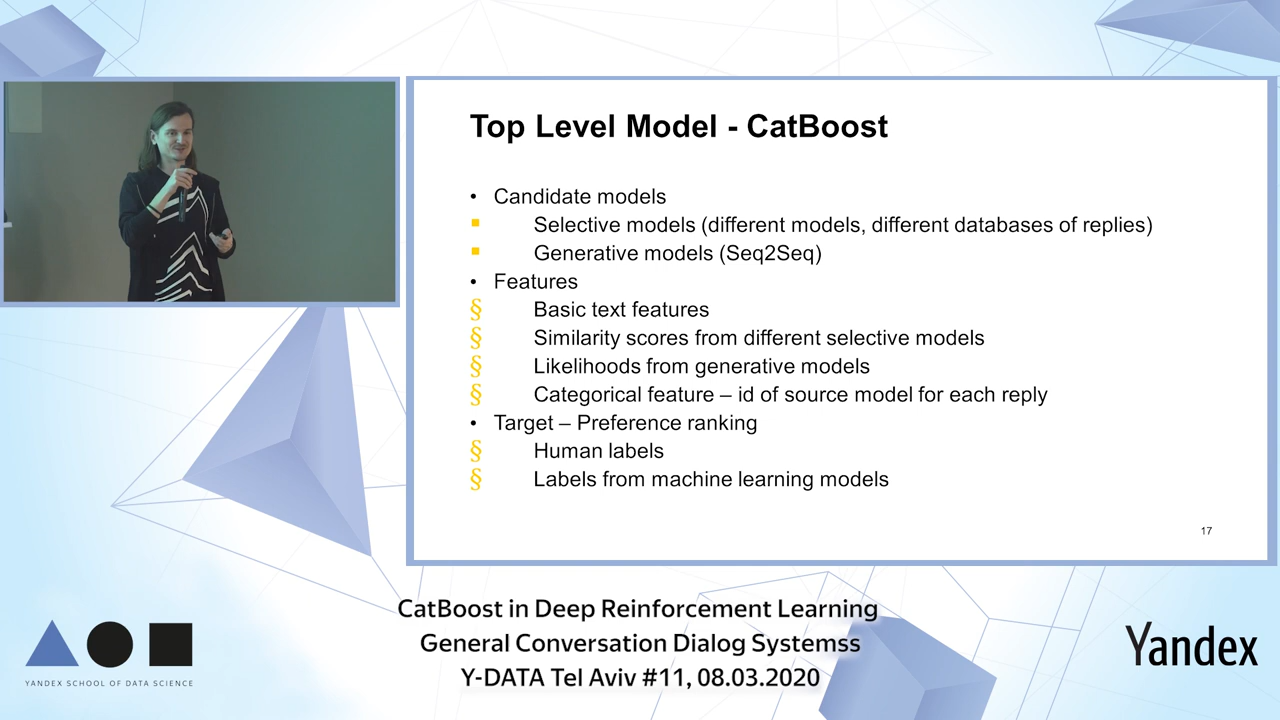 Top Level Model - CatBoost
• Candidate models
▪ Selective models (different models, different databases of replies)
▪ Generative models (Seq2Seq)
• Features
§ Basic text features
§ Similarity scores from different selective models
§ Likelihoods from generative models
§ Categorical feature – id of source model for each reply
• Target – Preference ranking
§ Human labels
§ Labels from machine learning models
17
CatBoost in Deep Reinforcement Learning
General Conversation Dialog Systemss
Y-DATA Tel Aviv #11, 08.03.2020
YANDEX SCHOOL OF DATA SCIENCE
Yandex